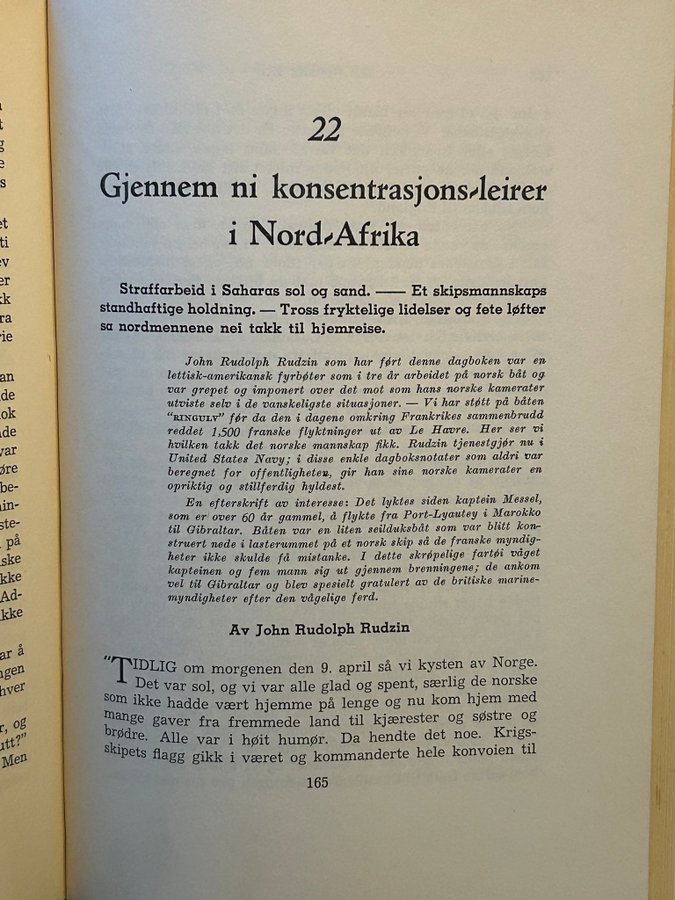 22
Gjennem ni konsentrasjons-leirer
i Nord-Afrika
Straffarbeid i Saharas sol og sand. —— Et skipsmannskaps
standhaftige holdning. — Tross fryktelige lidelser og fete løfter
sa nordmennene nei takk til hjemreise.
John Rudolph Rudzin som har ført denne dagboken var en
lettisk-amerikansk fyrbøter som i tre år arbeidet på norsk båt og
var grepet og imponert over det mot som hans norske kamerater
utviste selv i de vanskeligste situasjoner. — Vi har støtt på båten
"RINGULV" før da den i dagene omkring Frankrikes sammenbrudd
reddet 1,500 franske flyktninger ut av Le Havre. Her ser vi
hvilken takk det norske mannskap fikk. Rudzin tjenestgjør nu i
United States Navy; i disse enkle dagboksnotater som aldri var
beregnet for offentligheten, gir han sine norske kamerater en
opriktig og stillferdig hyldest.
En efterskrift av interesse: Det lyktes siden kaptein Messel,
som er over 60 år gammel, å flykte fra Port-Lyautey i Marokko
til Gibraltar. Båten var en liten seilduksbåt som var blitt kon-
struert nede i lasterummet på et norsk skip så de franske myndig-
heter ikke skulde få mistanke. I dette skrøpelige fartøi våget
kapteinen og fem mann sig ut gjennem brenningene; de ankom
vel til Gibraltar og blev spesielt gratulert av de britiske marine-
myndigheter efter den vågelige ferd.
Av John Rudolph Rudzin
"TIDLIG om morgenen den 9. april så vi kysten av Norge.
Det var sol, og vi var alle glad og spent, særlig de norske
som ikke hadde vært hjemme på lenge og nu kom hjem med
mange gaver fra fremmede land til kjærester og søstre og
brødre. Alle var i høit humør. Da hendte det noe. Krigs-
skipets flagg gikk i været og kommanderte hele konvoien til
165